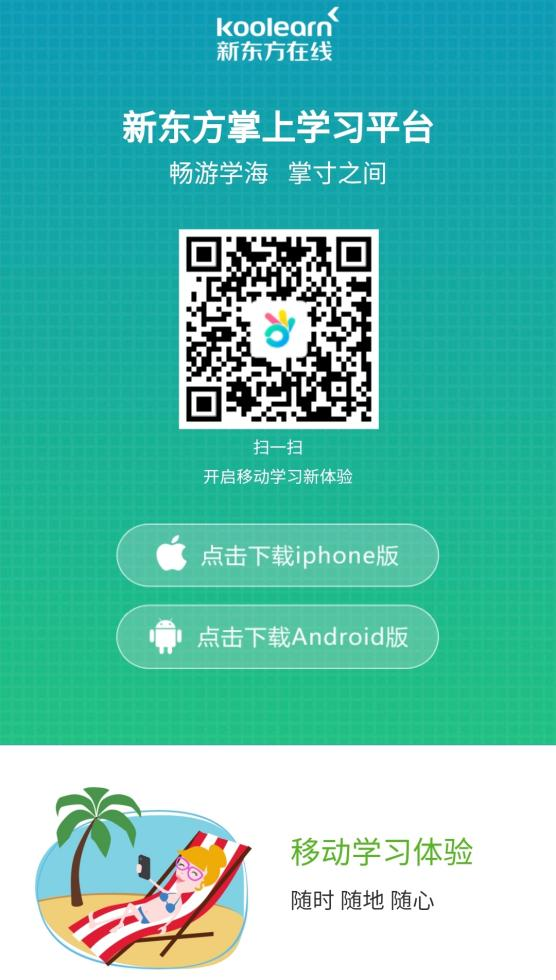 koolearn
新东方在线
新东方掌上学习平台
畅游学海 掌寸之间
扫一扫
开启移动学习新体验
点击下载iphone版
点击下载Android版
移动学习体验
随时 随地 随心